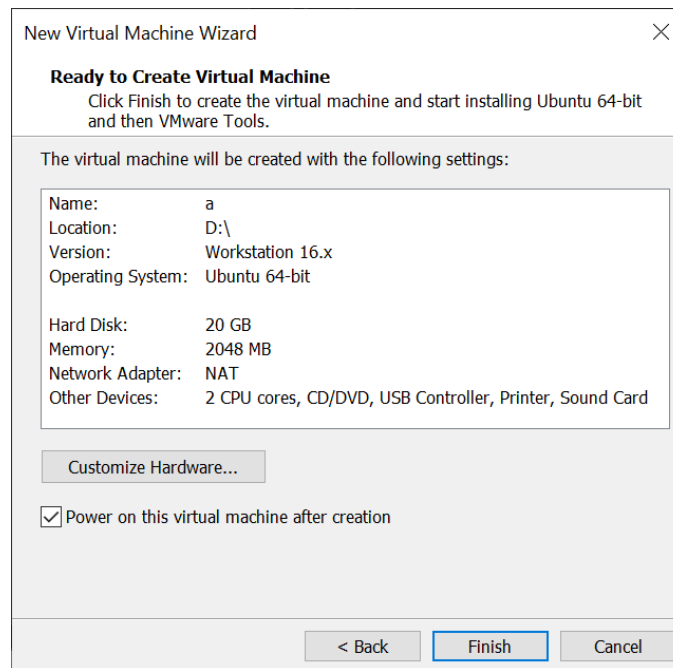 New Virtual Machine Wizard
Ready to Create Virtual Machine
Click Finish to create the virtual machine and start installing Ubuntu 64-bit
and then VMware Tools.
The virtual machine will be created with the following settings:
Name: a
Location: D:\
Version: Workstation 16.x
Operating System: Ubuntu 64-bit
Hard Disk: 20 GB
Memory: 2048 MB
Network Adapter: NAT
Other Devices: 2 CPU cores, CD/DVD, USB Controller, Printer, Sound Card
Customize Hardware...
Power on this virtual machine after creation
< Back Finish Cancel